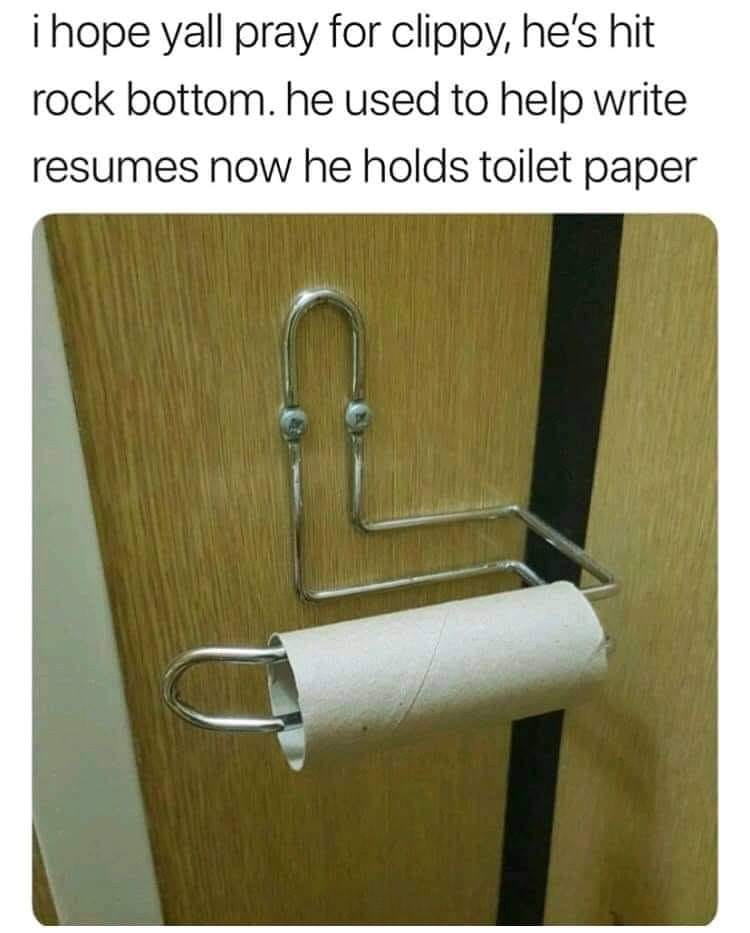 i hope yall pray for clippy, he's hit
rock bottom. he used to help write
resumes now he holds toilet paper